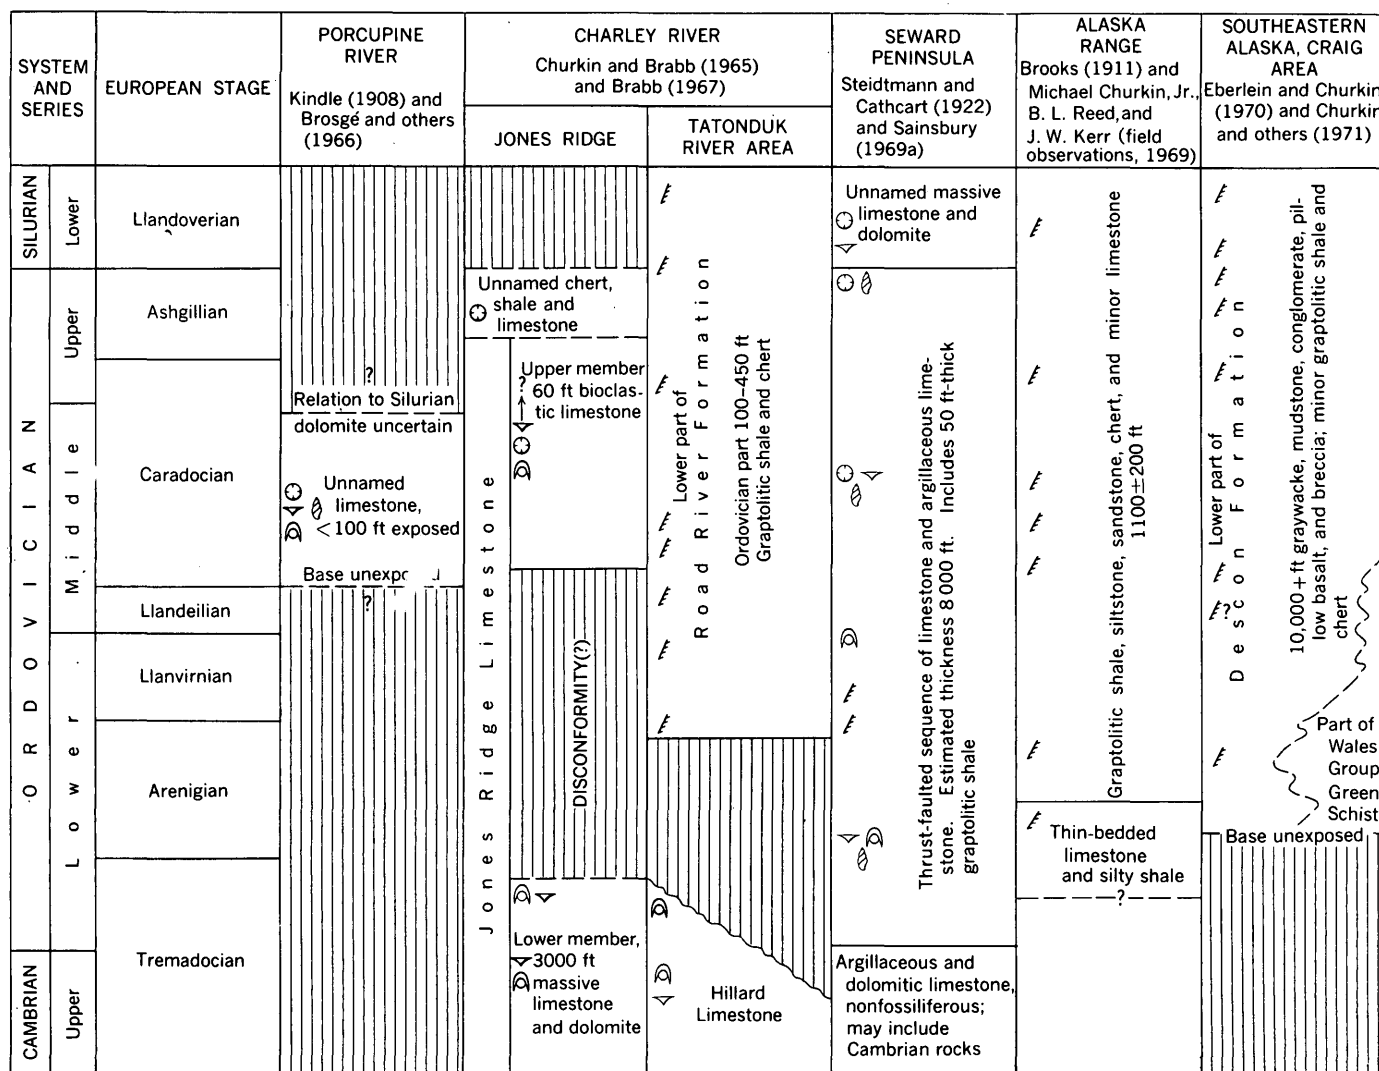 SYSTEM
AND
SERIES
EUROPEAN STAGE
PORCUPINE
RIVER
Kindle (1908) and
Brosgé and others
(1966)
CHARLEY RIVER
Churkin and Brabb (1965)
and Brabb (1967)
JONES RIDGE
TATONDUK
RIVER AREA
SEWARD
PENINSULA
Steidtmann and
Cathcart (1922)
and Sainsbury
(1969a)
ALASKA
RANGE
Brooks (1911) and
Michael Churkin, Jr.,
B. L. Reed, and
J. W. Kerr (field
observations, 1969)
SOUTHEASTERN
ALASKA, CRAIG
AREA
Eberlein and Churkin
(1970) and Churkin
and others (1971)
SILURIAN
Lower
ORDOVICIAN
Upper
Middle
Lower
CAMBRIAN
Upper
Llandoverian
Ashgillian
Caradocian
Llandeilian
Llanvirnian
Arenigian
Tremadocian
?
Relation to Silurian
dolomite uncertain
Unnamed
limestone,
<100 ft exposed
Base
?
Unnamed chert,
shale and
limestone
Jones Ridge Limestone
Upper member
? 60 ft bioclas-
tic limestone
DISCONFORMITY(?)
Lower member,
3000 ft
massive
limestone
and dolomite
Lower part of
Road River Formation
Ordovician part 100–450 ft
Graptolitic shale and chert
Hillard
Limestone
Unnamed massive
limestone and
dolomite
Thrust-faulted sequence of limestone and argillaceous lime-
stone. Estimated thickness 8000 ft. Includes 50 ft-thick
graptolitic shale
Argillaceous and
dolomitic limestone,
nonfossiliferous;
may include
Cambrian rocks
Graptolitic shale, siltstone, sandstone, chert, and minor limestone
1100±200 ft
Thin-bedded
limestone
and silty shale
?
Lower part of
Descon Formation
10,000+ft graywacke, mudstone, conglomerate, pil-
low basalt, and breccia; minor graptolitic shale and
chert
?
Part of
Wales
Group
Green
Schist
Base unexposed